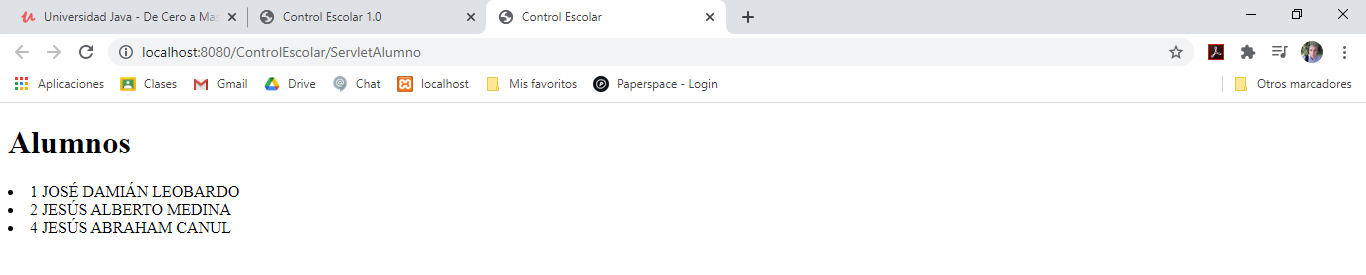 Universidad Java - De Cero a Mas
Control Escolar 1.0
Control Escolar
localhost:8080/ControlEscolar/ServletAlumno
Aplicaciones Clases Gmail Drive Chat localhost Mis favoritos Paperspace - Login Otros marcadores
Alumnos
1 JOSÉ DAMIÁN LEOBARDO
2 JESÚS ALBERTO MEDINA
4 JESÚS ABRAHAM CANUL